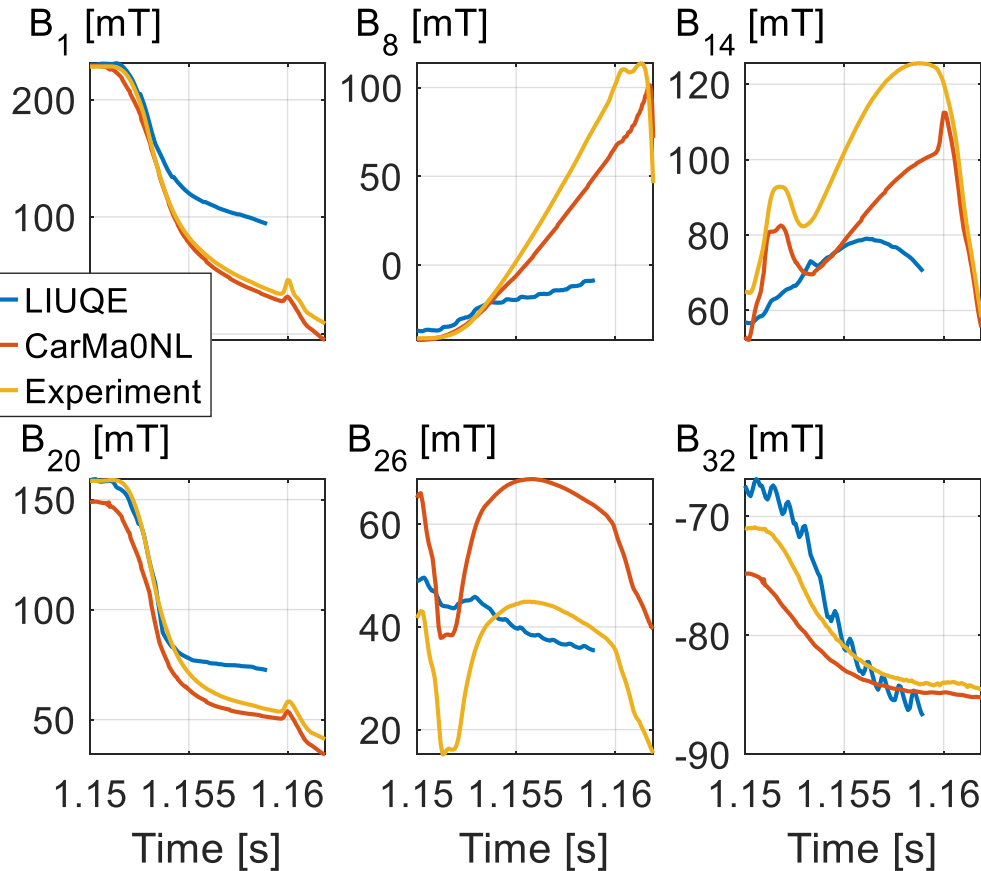 B1 [mT] B8 [mT] B14 [mT]
200
100
100
50
0
120
100
80
60
LIUQE
CarMa0NL
Experiment
B20 [mT] B26 [mT] B32 [mT]
150
100
50
60
40
20
-70
-80
-90
1.15 1.155 1.16 1.15 1.155 1.16 1.15 1.155 1.16
Time [s] Time [s] Time [s]